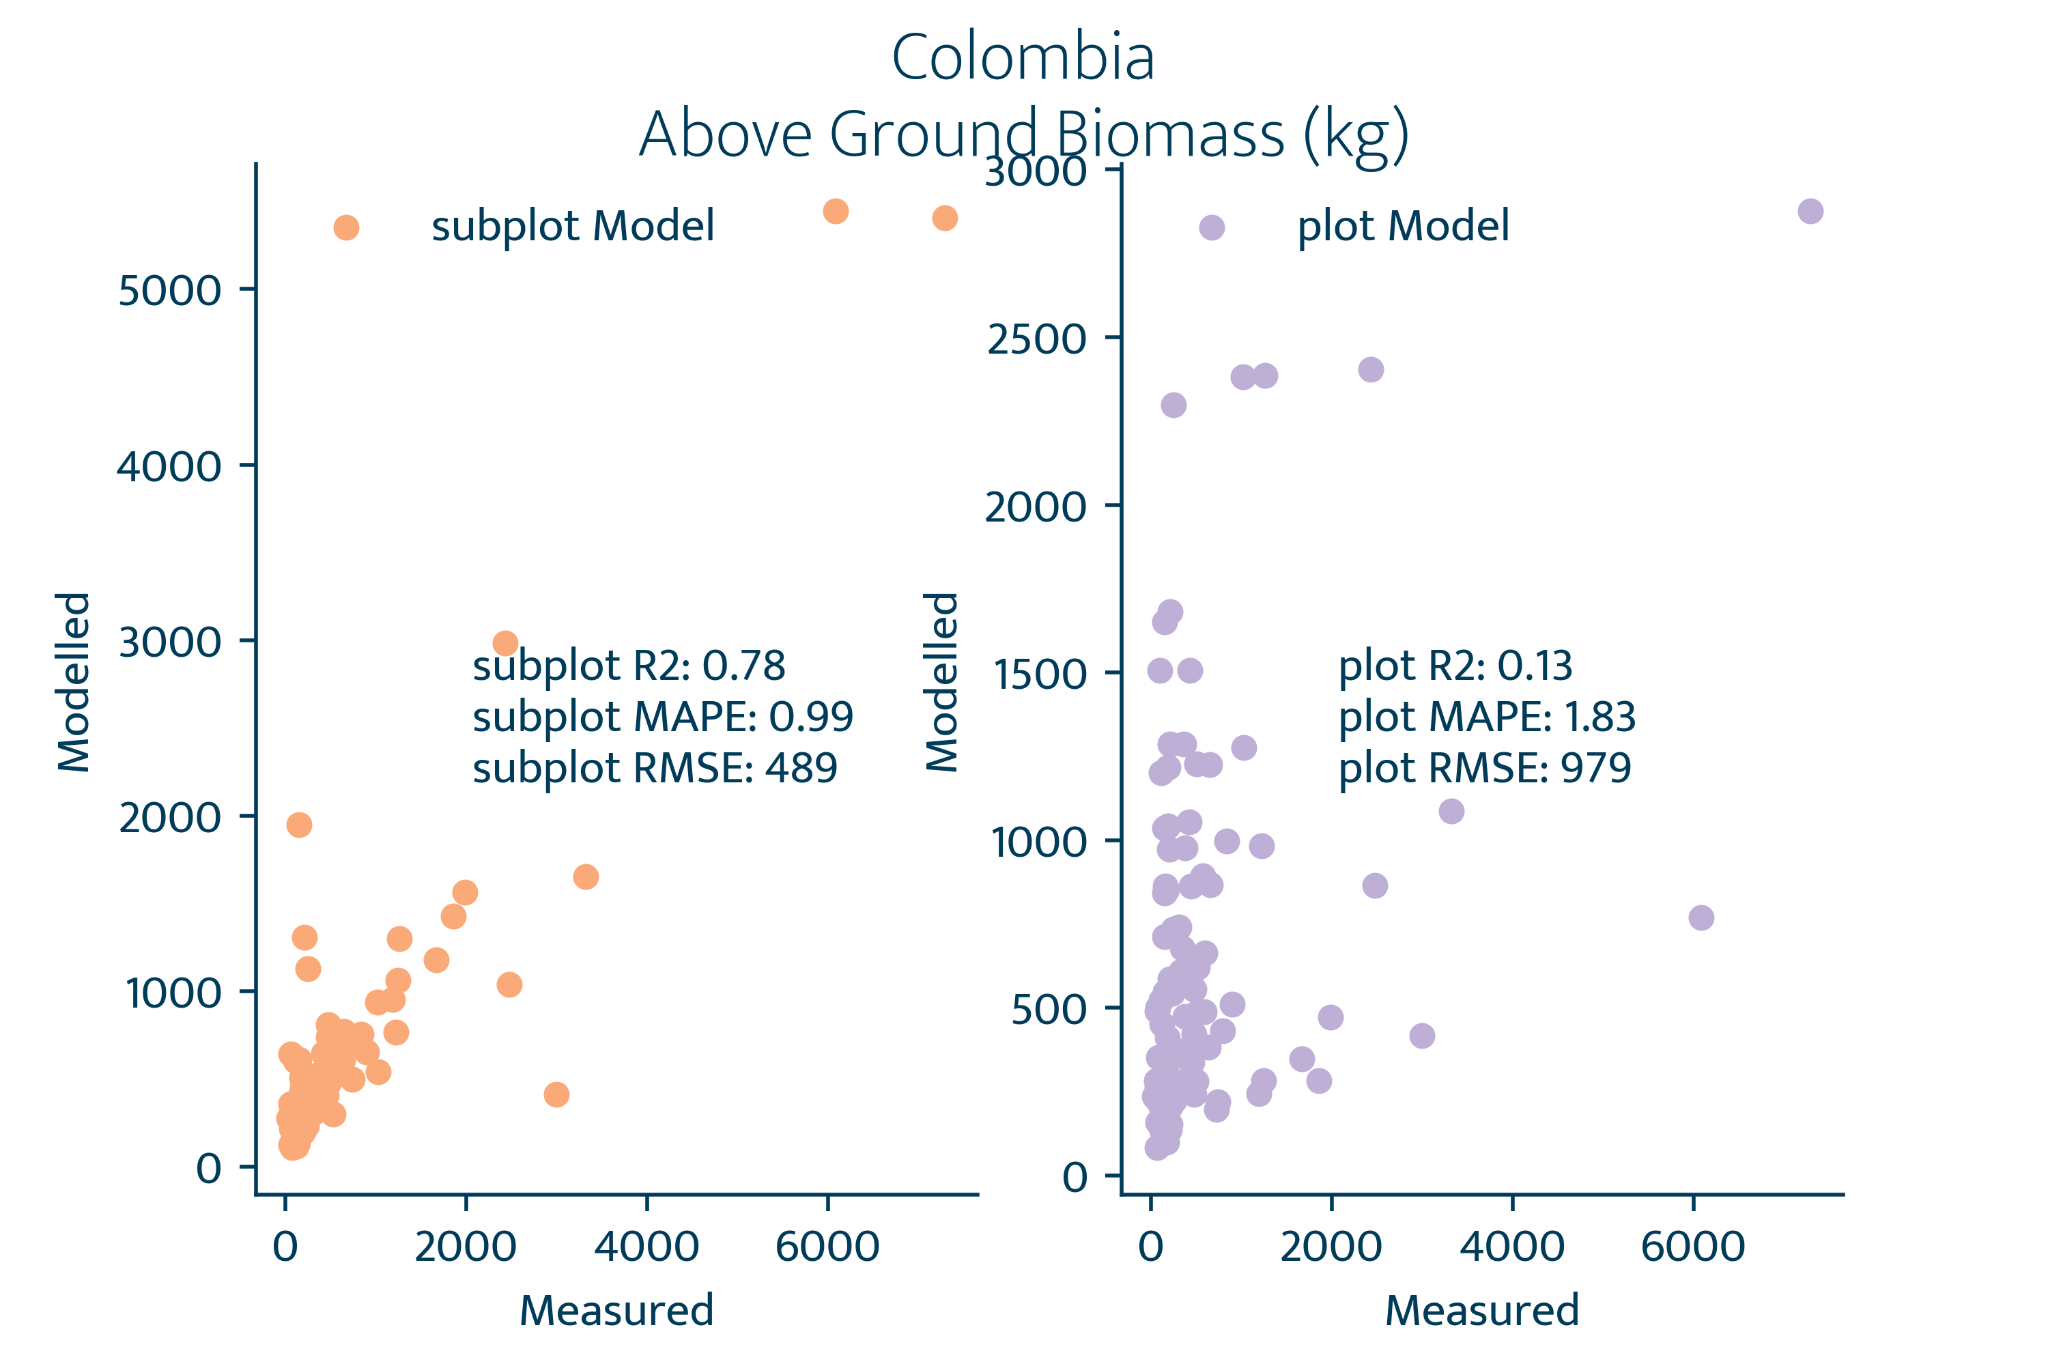 Colombia
Above Ground Biomass (kg)
subplot Model
5000
4000
3000
2000
1000
0
Modelled
subplot R2: 0.78
subplot MAPE: 0.99
subplot RMSE: 489
0 2000 4000 6000
Measured
plot Model
3000
2500
2000
1500
1000
500
0
Modelled
plot R2: 0.13
plot MAPE: 1.83
plot RMSE: 979
0 2000 4000 6000
Measured